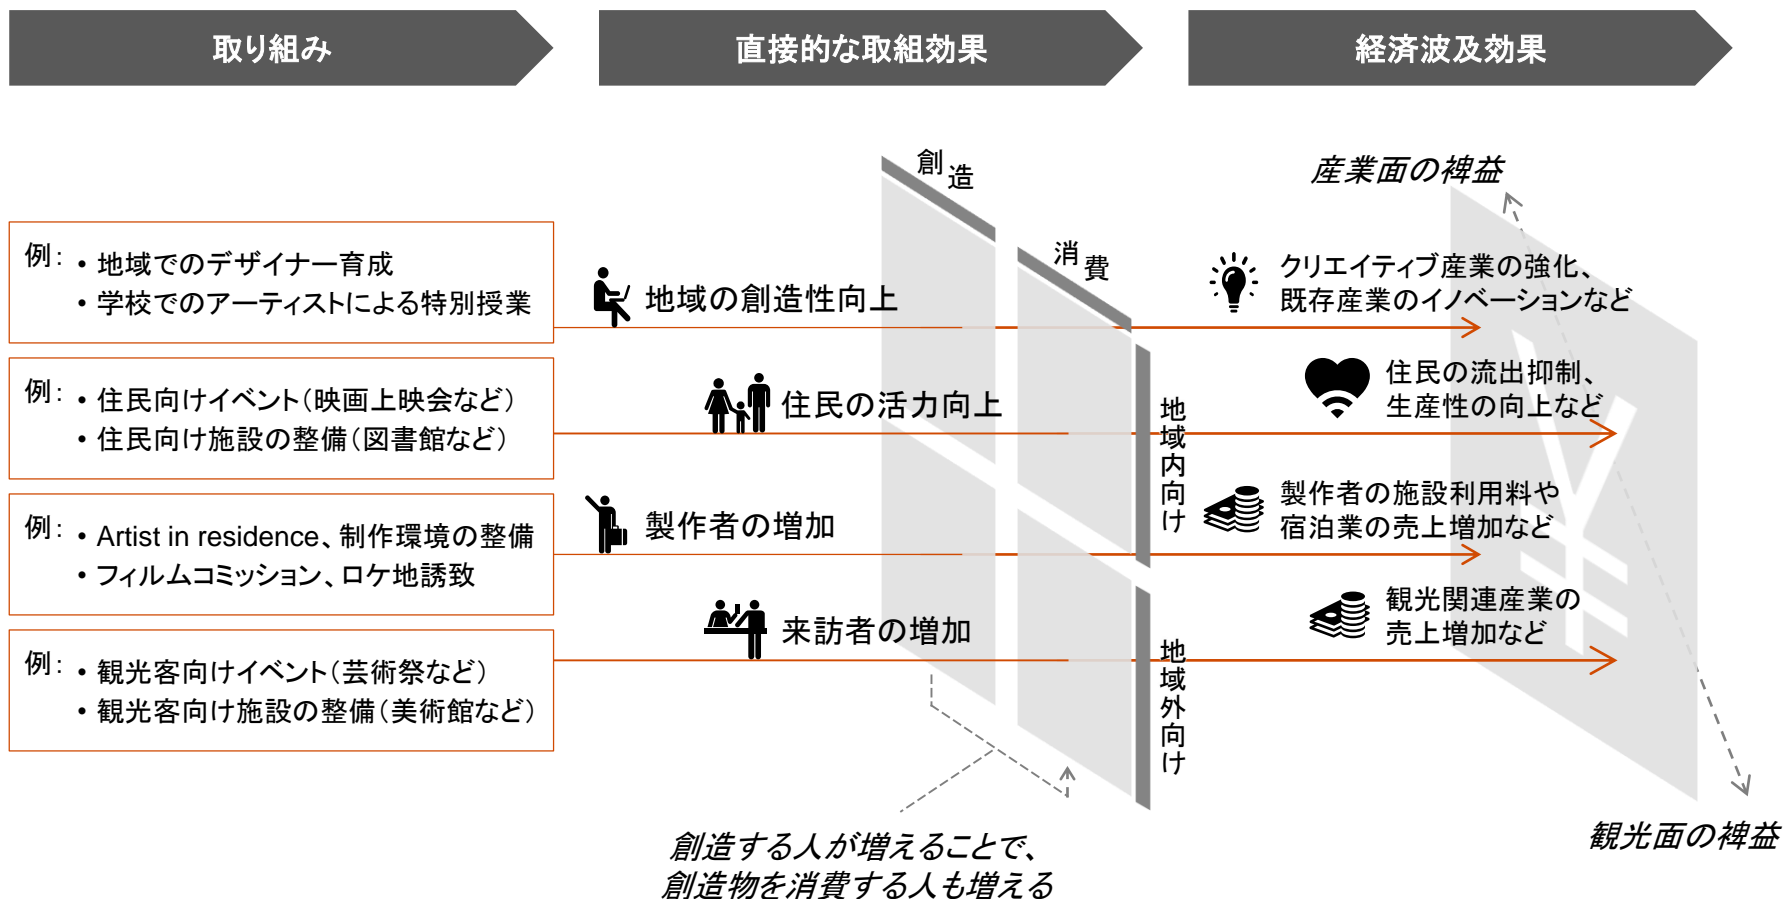 取り組み
直接的な取組効果
経済波及効果
創造
消費
産業面の裨益
例：・地域でのデザイナー育成
・学校でのアーティストによる特別授業
地域の創造性向上
クリエイティブ産業の強化、
既存産業のイノベーションなど
例：・住民向けイベント（映画上映会など）
・住民向け施設の整備（図書館など）
住民の活力向上
地域内向け
住民の流出抑制、
生産性の向上など
例：・Artist in residence、制作環境の整備
・フィルムコミッション、ロケ地誘致
製作者の増加
製作者の施設利用料や
宿泊業の売上増加など
例：・観光客向けイベント（芸術祭など）
・観光客向け施設の整備（美術館など）
来訪者の増加
地域外向け
観光関連産業の
売上増加など
¥
観光面の裨益
創造する人が増えることで、
創造物を消費する人も増える